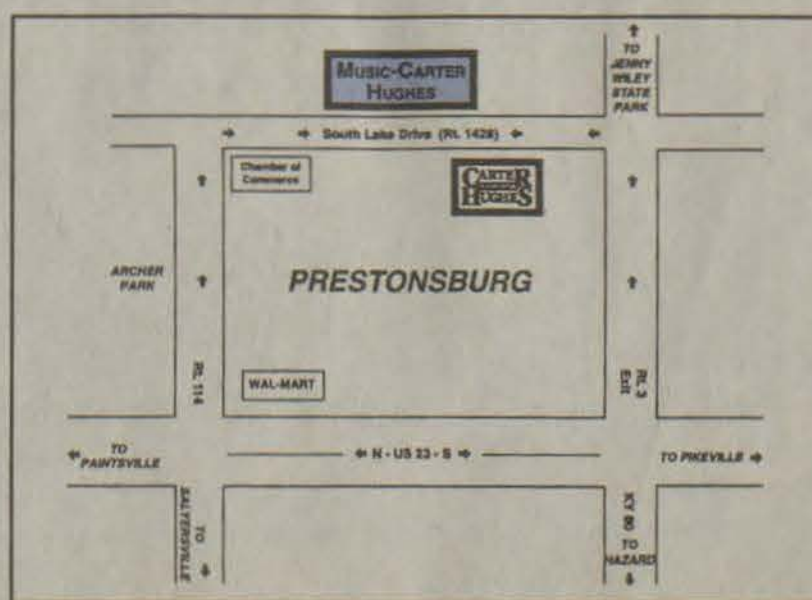 MUSIC-CARTER
HUGHES
TO
JENNY
WILEY
STATE
PARK
South Lake Drive (Rt. 1428)
Chamber of
Commerce
CARTER
HUGHES
ARCHER
PARK
PRESTONSBURG
Rt. 114
WAL-MART
Rt. 3
Exit
TO
PAINTSVILLE
N - US 23 - S
TO PIKEVILLE
TO
SALYERSVILLE
KY 80 TO
HAZARD